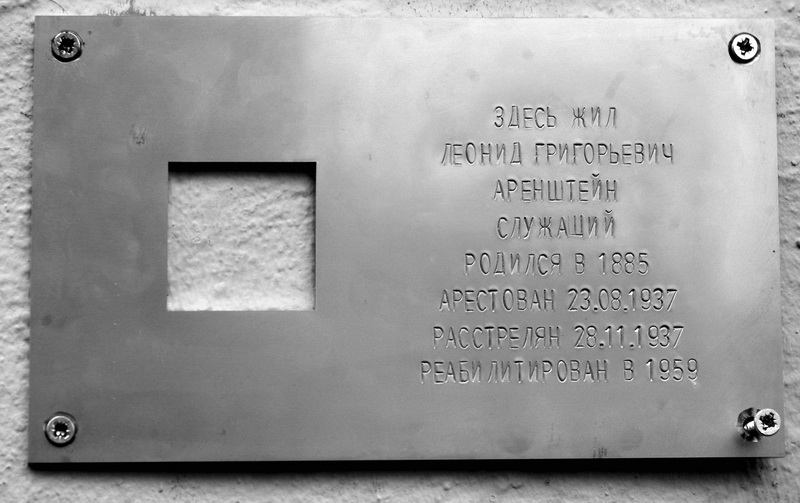 ЗДЕСЬ ЖИЛ
ЛЕОНИД ГРИГОРЬЕВИЧ
АРЕНШТЕЙН
СЛУЖАЩИЙ
РОДИЛСЯ В 1885
АРЕСТОВАН 23.08.1937
РАССТРЕЛЯН 28.11.1937
РЕАБИЛИТИРОВАН В 1959